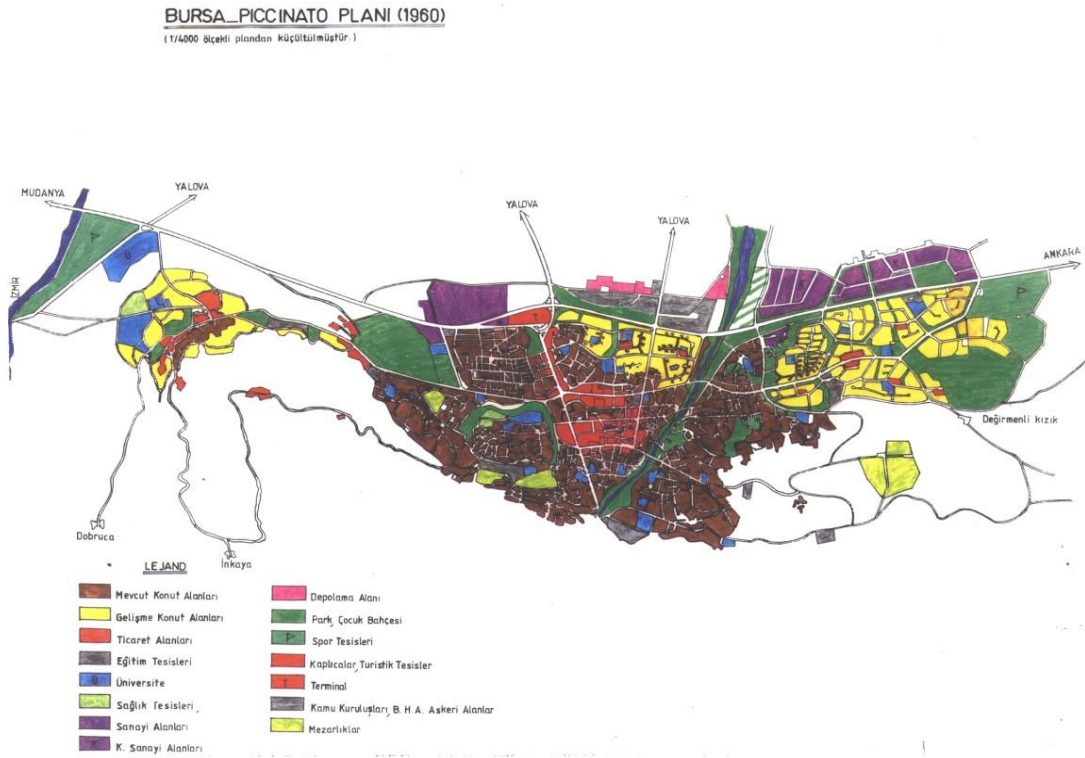 BURSA_PICCINATO PLANI (1960)
(1/4000 ölçekli plandan küçültülmüştür.)
MUDANYA
YALOVA
YALOVA
YALOVA
ANKARA
İZMİR
P
Ü
T
P
Değirmenli kızık
Dobruca
İnkaya
LEJAND
Mevcut Konut Alanları
Gelişme Konut Alanları
Ticaret Alanları
Eğitim Tesisleri
Ü Üniversite
Sağlık Tesisleri
Sanayi Alanları
K K. Sanayi Alanları
Depolama Alanı
Park, Çocuk Bahçesi
P Spor Tesisleri
Kaplıcalar, Turistik Tesisler
T Terminal
Kamu Kuruluşları, B.H.A. Askeri Alanlar
Mezarlıklar